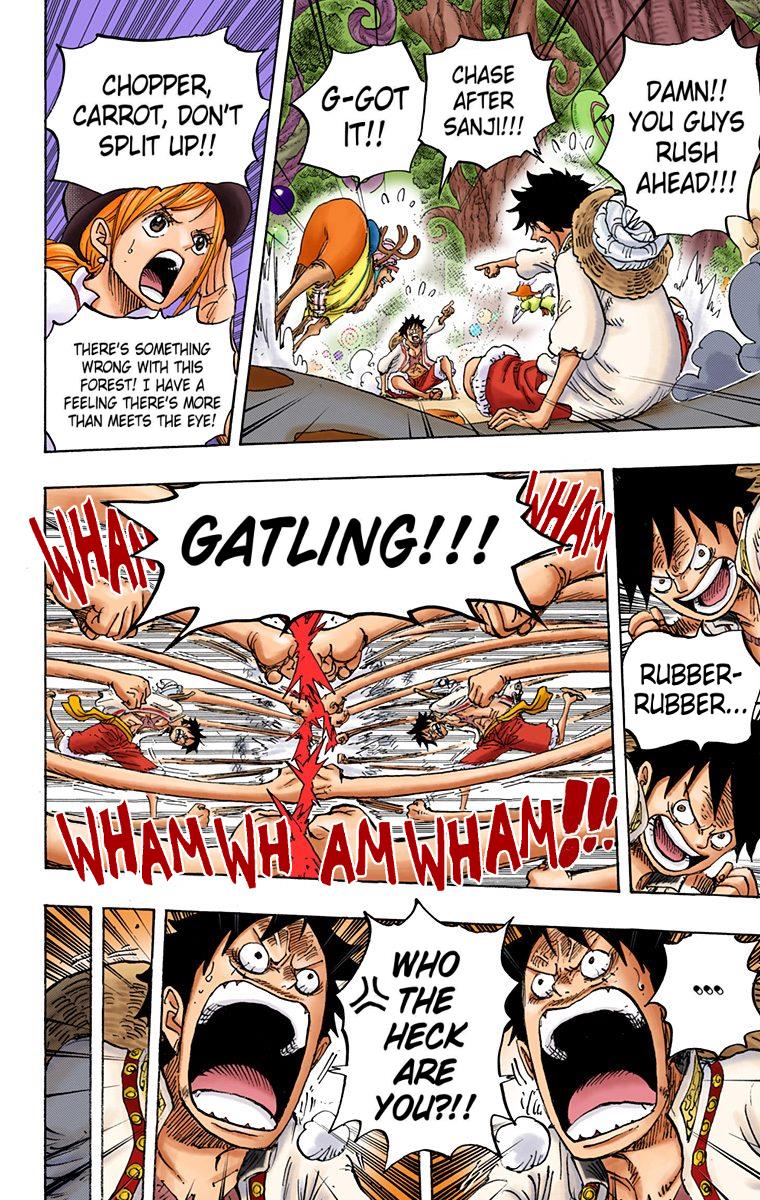 DAMN!!
YOU GUYS
RUSH
AHEAD!!!
CHASE
AFTER
SANJI!!!
G-GOT
IT!!
CHOPPER,
CARROT, DON'T
SPLIT UP!!
THERE'S SOMETHING
WRONG WITH THIS
FOREST! I HAVE A
FEELING THERE'S MORE
THAN MEETS THE EYE!
RUBBER-
RUBBER...
GATLING!!!
WHAM
WHAM
WHAM WHAM WHAM!!!
...
WHO
THE
HECK
ARE
YOU?!!